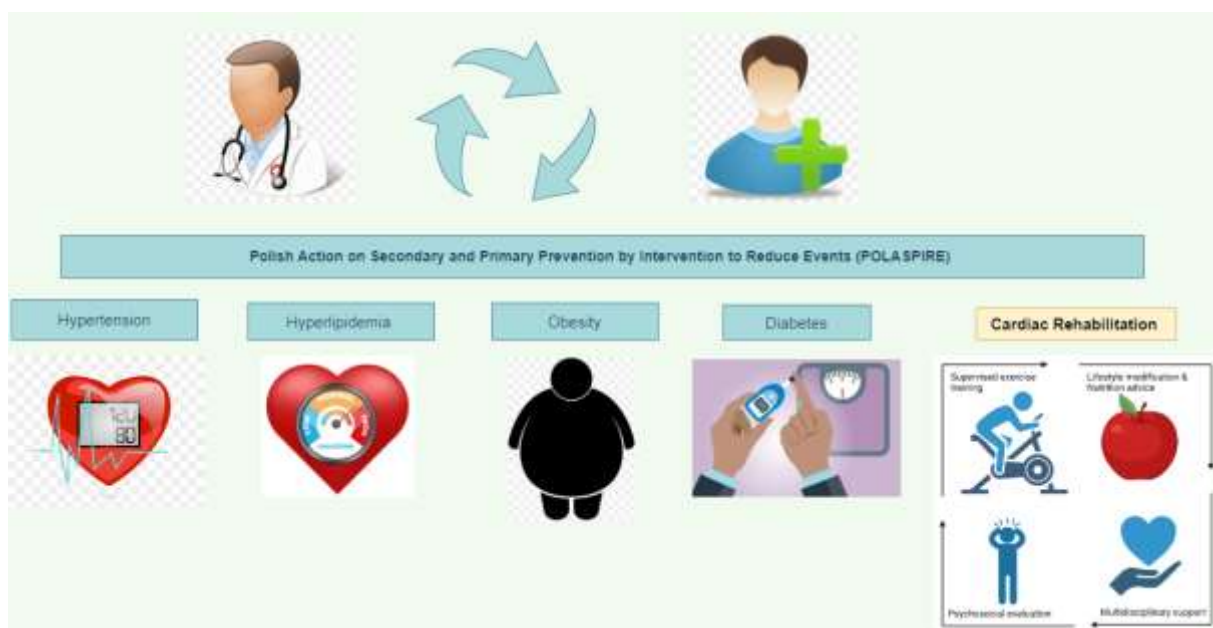 Polish Action on Secondary and Primary Prevention by Intervention to Reduce Events (POLASPIRE)
Hypertension
Hyperlipidemia
Obesity
Diabetes
Cardiac Rehabilitation
Supervised exercise
training
Lifestyle modification &
Nutrition advice
80
Psychosocial evaluation
Multidisciplinary support